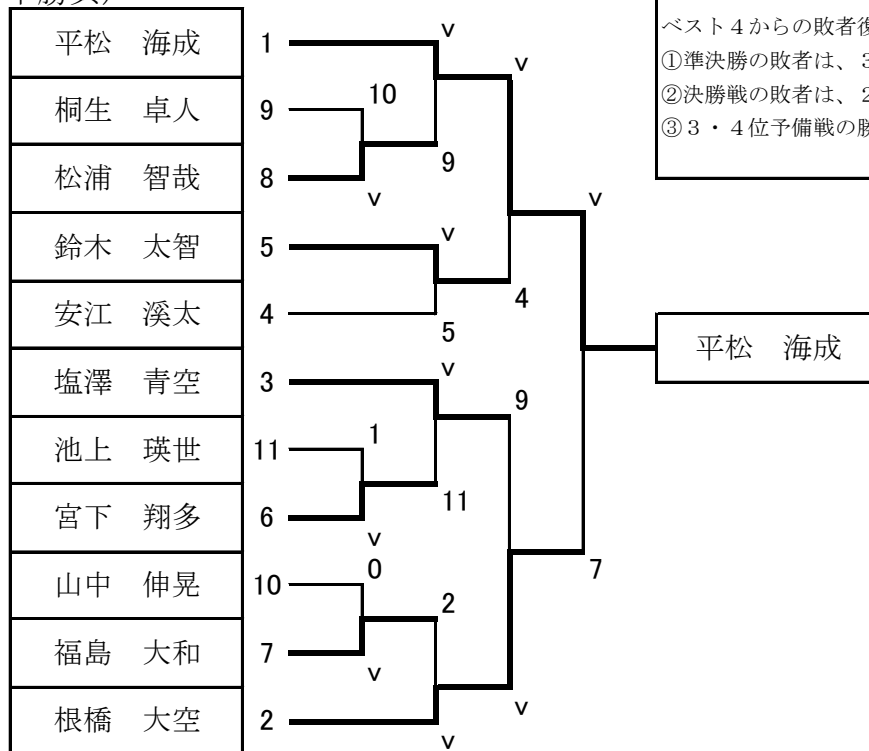 ベスト４からの敗者復
①準決勝の敗者は、３
②決勝戦の敗者は、２
③３・４位予備戦の勝
平松　海成 1 v
v
桐生　卓人 9 10
松浦　智哉 8 v 9
v
鈴木　太智 5 v
4
安江　溪太 4 5
平松　海成
塩澤　青空 3 v
9
池上　瑛世 11 1
宮下　翔多 6 v 11
山中　伸晃 10 0
7
2
福島　大和 7 v
根橋　大空 2 v
v